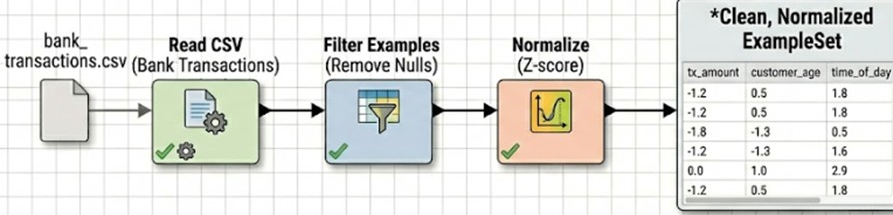 bank_
transactions.csv
Read CSV
(Bank Transactions)
Filter Examples
(Remove Nulls)
Normalize
(Z-score)
*Clean, Normalized
ExampleSet
tx_amount customer_age time_of_day
-1.2 0.5 1.8
-1.2 0.5 1.8
-1.8 -1.3 0.5
-1.2 -1.3 1.6
0.0 1.0 2.9
-1.2 0.5 1.8